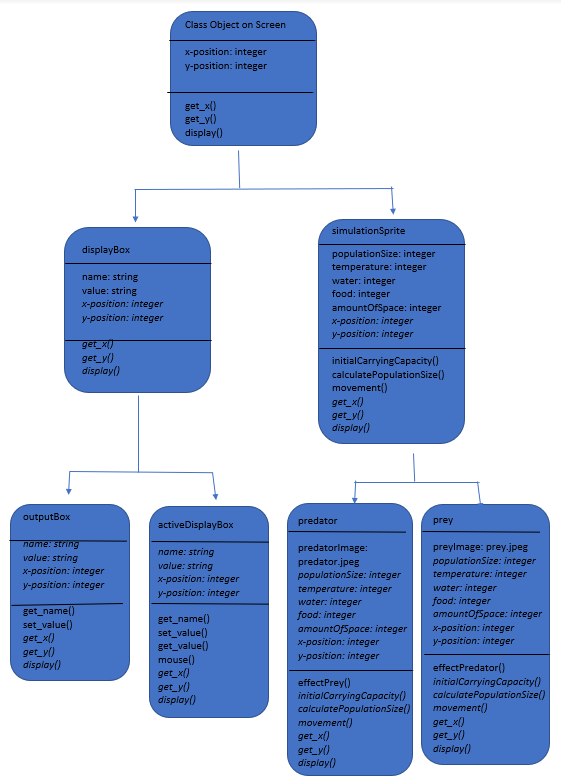 Class Object on Screen
x-position: integer
y-position: integer
get_x()
get_y()
display()
displayBox
name: string
value: string
x-position: integer
y-position: integer
get_x()
get_y()
display()
simulationSprite
populationSize: integer
temperature: integer
water: integer
food: integer
amountOfSpace: integer
x-position: integer
y-position: integer
initialCarryingCapacity()
calculatePopulationSize()
movement()
get_x()
get_y()
display()
outputBox
name: string
value: string
x-position: integer
y-position: integer
get_name()
set_value()
get_x()
get_y()
display()
activeDisplayBox
name: string
value: string
x-position: integer
y-position: integer
get_name()
set_value()
get_value()
mouse()
get_x()
get_y()
display()
predator
predatorImage:
predator.jpeg
populationSize: integer
temperature: integer
water: integer
food: integer
amountOfSpace: integer
x-position: integer
y-position: integer
effectPrey()
initialCarryingCapacity()
calculatePopulationSize()
movement()
get_x()
get_y()
display()
prey
preyImage: prey.jpeg
populationSize: integer
temperature: integer
water: integer
food: integer
amountOfSpace: integer
x-position: integer
y-position: integer
effectPredator()
initialCarryingCapacity()
calculatePopulationSize()
movement()
get_x()
get_y()
display()